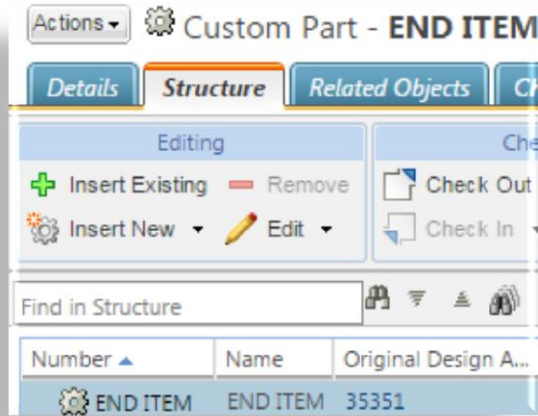 Actions Custom Part - END ITEM
Details Structure Related Objects
Editing
Insert Existing Remove Check Out
Insert New Edit Check In
Find in Structure
Number Name Original Design A...
END ITEM END ITEM 35351